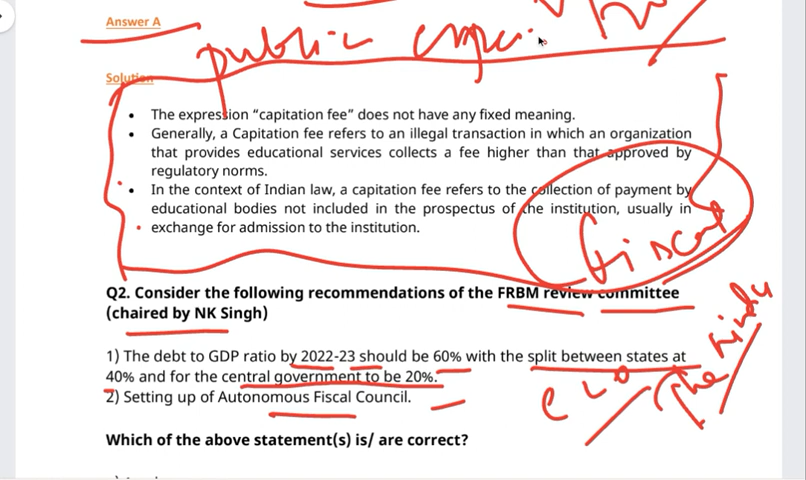 Answer A
public
Solution
• The expression “capitation fee” does not have any fixed meaning.
• Generally, a Capitation fee refers to an illegal transaction in which an organization
that provides educational services collects a fee higher than that approved by
regulatory norms.
• In the context of Indian law, a capitation fee refers to the collection of payment by
educational bodies not included in the prospectus of the institution, usually in
exchange for admission to the institution.
fiscal
Q2. Consider the following recommendations of the FRBM review committee
(chaired by NK Singh)
The Hindu
1) The debt to GDP ratio by 2022-23 should be 60% with the split between states at
40% and for the central government to be 20%.
2) Setting up of Autonomous Fiscal Council.
Which of the above statement(s) is/ are correct?